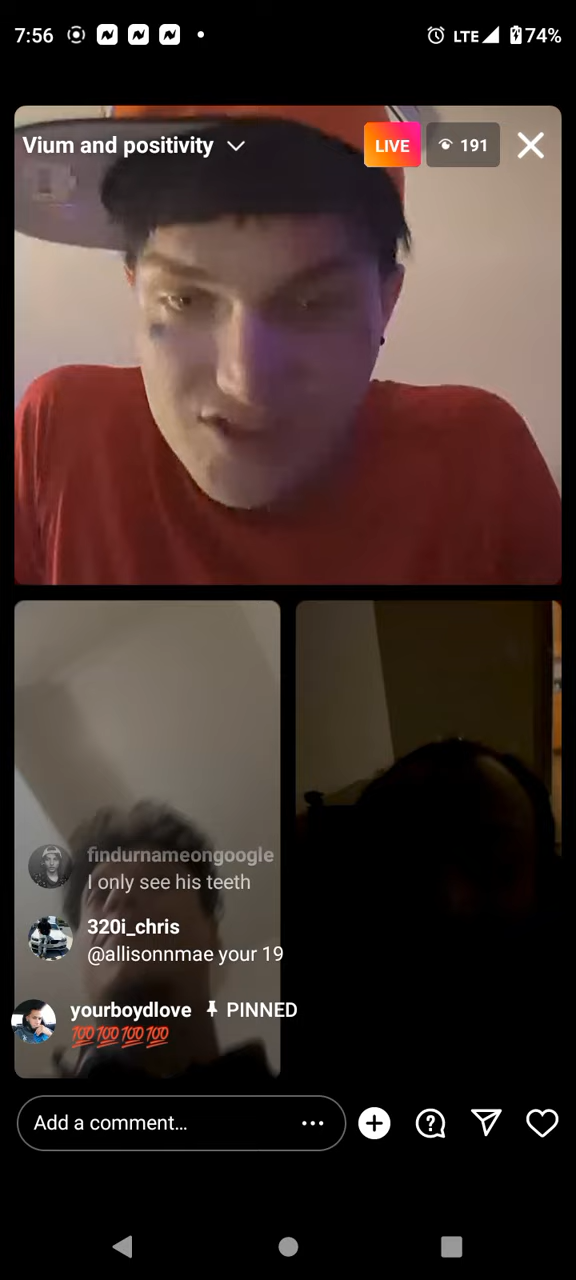 7:56
LTE 74%
Vium and positivity
LIVE
191
findurnameongoogle
I only see his teeth
320i_chris
@allisonnmae your 19
yourboydlove PINNED
💯💯💯💯
Add a comment…